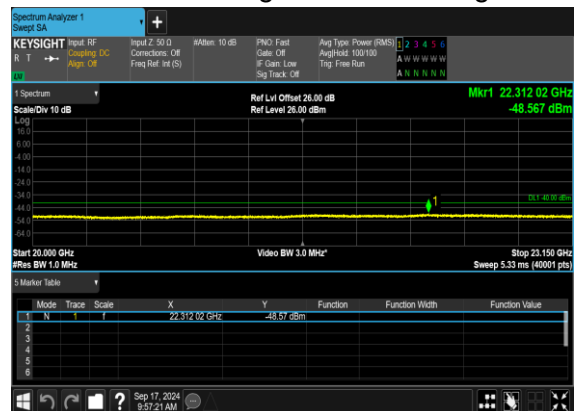 Spectrum Analyzer 1
Swept SA
+
KEYSIGHT Input: RF Input Z: 50 Ω #Atten: 10 dB PNO: Fast Avg Type: Power (RMS) 1 2 3 4 5 6
R T Coupling: DC Corrections: Off Gate: Off Avg|Hold: 100/100 A W W W W W
Align: Off Freq Ref: Int (S) IF Gain: Low Trig: Free Run
Sig Track: Off A N N N N N
1 Spectrum Ref Lvl Offset 26.00 dB Mkr1 22.312 02 GHz
Scale/Div 10 dB Ref Level 26.00 dBm -48.567 dBm
Log
16.0
6.00
-4.00
-14.0
-24.0
-34.0 1 DL1 -40.00 dBm
-44.0
-54.0
-64.0
Start 20.000 GHz Video BW 3.0 MHz* Stop 23.150 GHz
#Res BW 1.0 MHz Sweep 5.33 ms (40001 pts)
5 Marker Table
Mode Trace Scale X Y Function Function Width Function Value
1 N 1 f 22.312 02 GHz -48.57 dBm
2
3
4
5
6
? Sep 17, 2024
9:57:21 AM